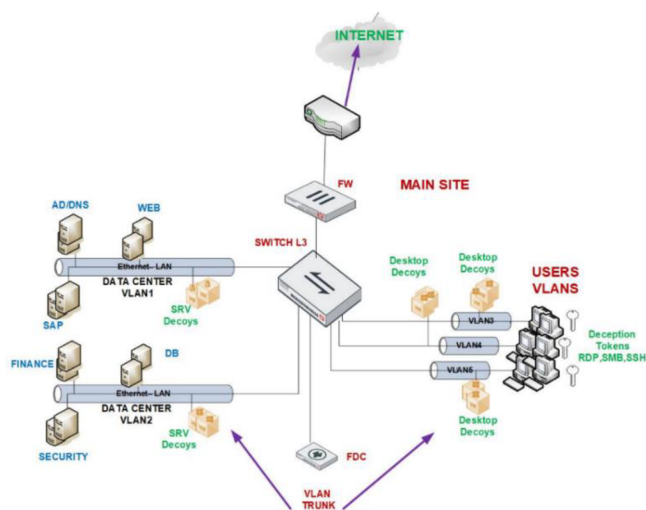 INTERNET
FW
MAIN SITE
AD/DNS
WEB
SWITCH L3
Ethernet– LAN
DATA CENTER
VLAN1
SAP
SRV
Decoys
Desktop
Decoys
Desktop
Decoys
USERS
VLANS
VLAN3
VLAN4
VLAN5
Deception
Tokens
RDP,SMB,SSH
Desktop
Decoys
FINANCE
DB
Ethernet– LAN
DATA CENTER
VLAN2
SECURITY
SRV
Decoys
FDC
VLAN
TRUNK